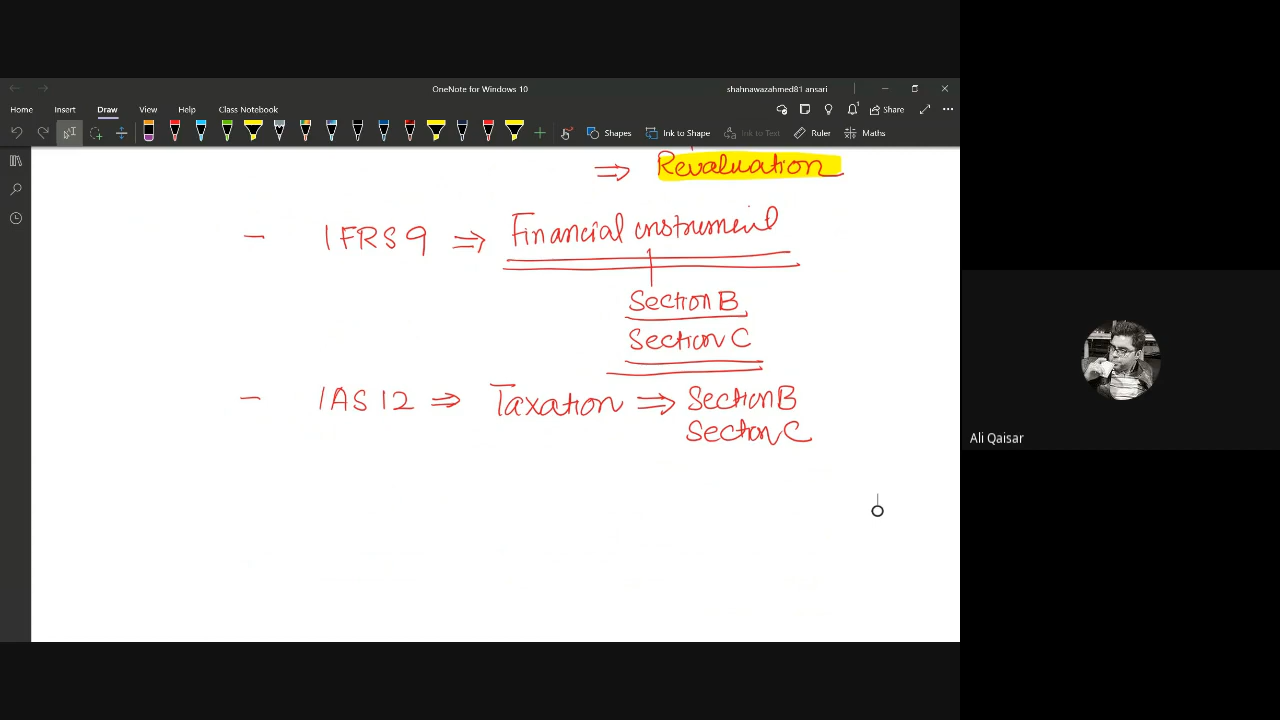 OneNote for Windows 10
shahnawazahmed81 ansari
Home Insert Draw View Help Class Notebook Share
Shapes Ink to Shape Ink to Text Ruler Maths
⇒ Revaluation
- IFRS 9 ⇒ Financial instrument
Section B
Section C
- IAS 12 ⇒ Taxation ⇒ Section B
Section C
Ali Qaisar